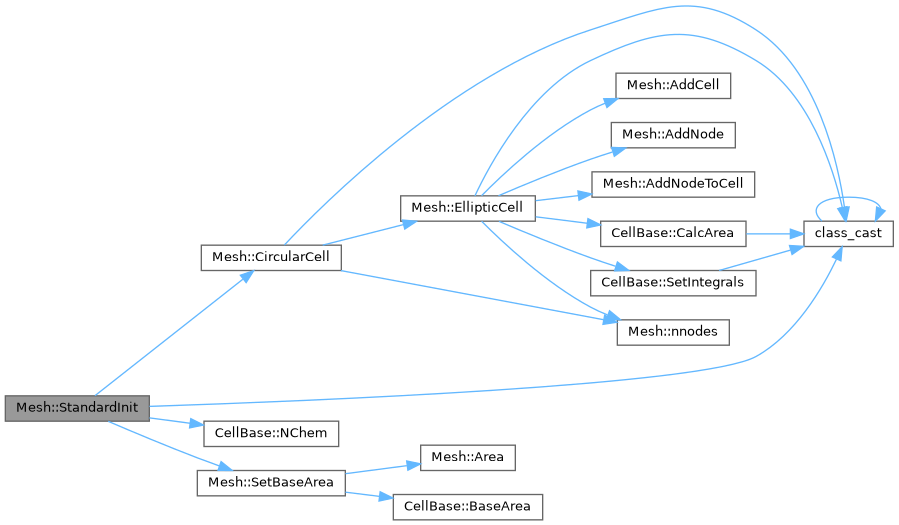 Mesh::AddCell
Mesh::AddNode
Mesh::AddNodeToCell
Mesh::EllipticCell
CellBase::CalcArea
class_cast
Mesh::CircularCell
CellBase::SetIntegrals
Mesh::nnodes
Mesh::StandardInit
CellBase::NChem
Mesh::Area
Mesh::SetBaseArea
CellBase::BaseArea